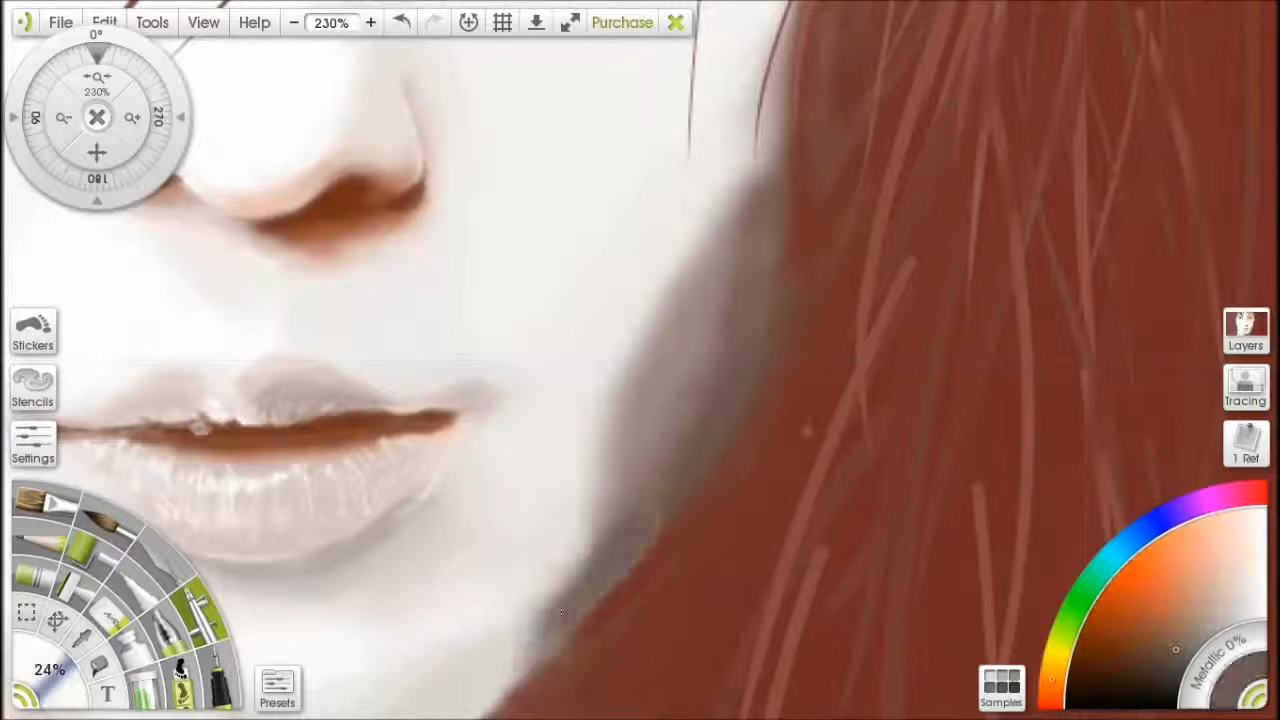 File Edit Tools View Help 230% Purchase
0°
230%
90
270
180
Stickers
Stencils
Settings
Layers
Tracing
1 Ref
24%
T
Presets
Samples
Metallic 0%